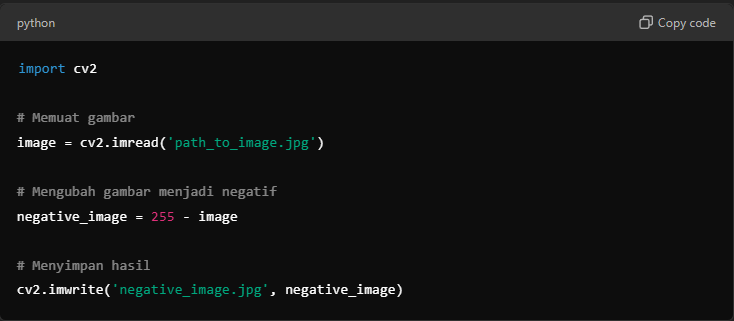 python
Copy code
import cv2
# Memuat gambar
image = cv2.imread('path_to_image.jpg')
# Mengubah gambar menjadi negatif
negative_image = 255 - image
# Menyimpan hasil
cv2.imwrite('negative_image.jpg', negative_image)